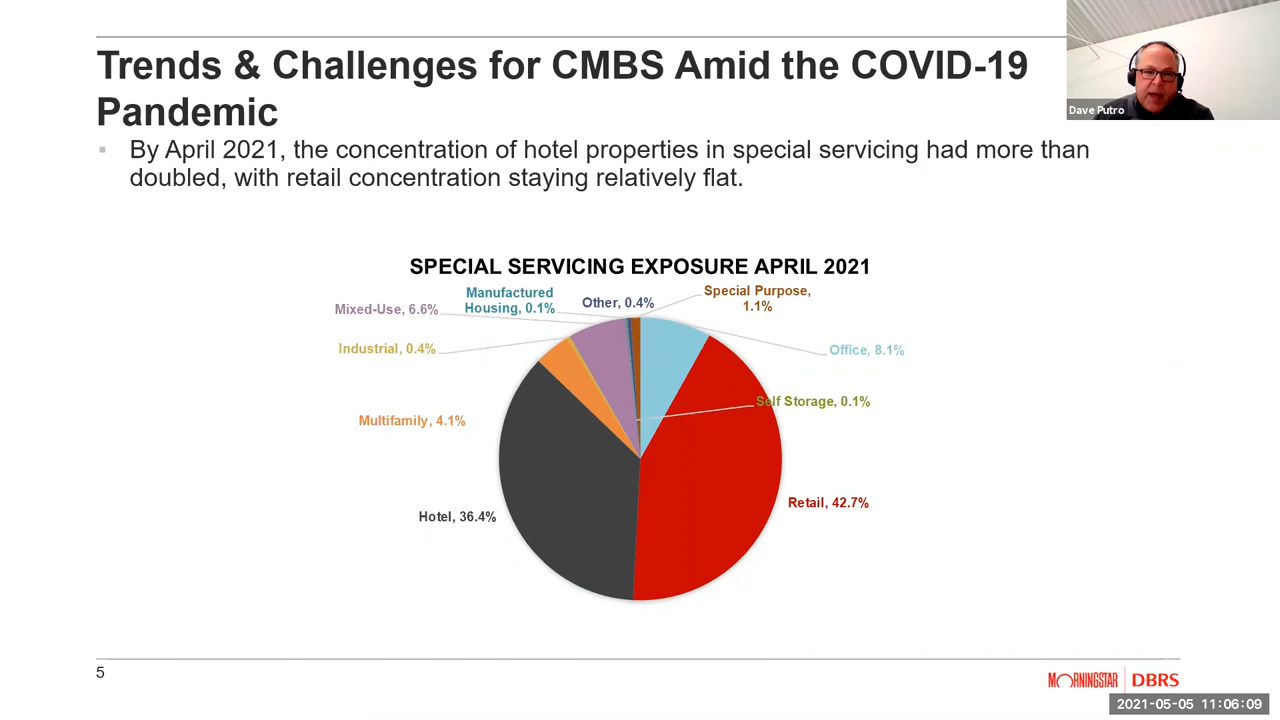 Trends & Challenges for CMBS Amid the COVID-19
Pandemic
Dave Putro
▪ By April 2021, the concentration of hotel properties in special servicing had more than
doubled, with retail concentration staying relatively flat.
SPECIAL SERVICING EXPOSURE APRIL 2021
Manufactured
Housing, 0.1%
Other, 0.4%
Special Purpose,
1.1%
Mixed-Use, 6.6%
Industrial, 0.4%
Office, 8.1%
Self Storage, 0.1%
Multifamily, 4.1%
Retail, 42.7%
Hotel, 36.4%
5
MORNINGSTAR | DBRS
2021-05-05 11:06:09